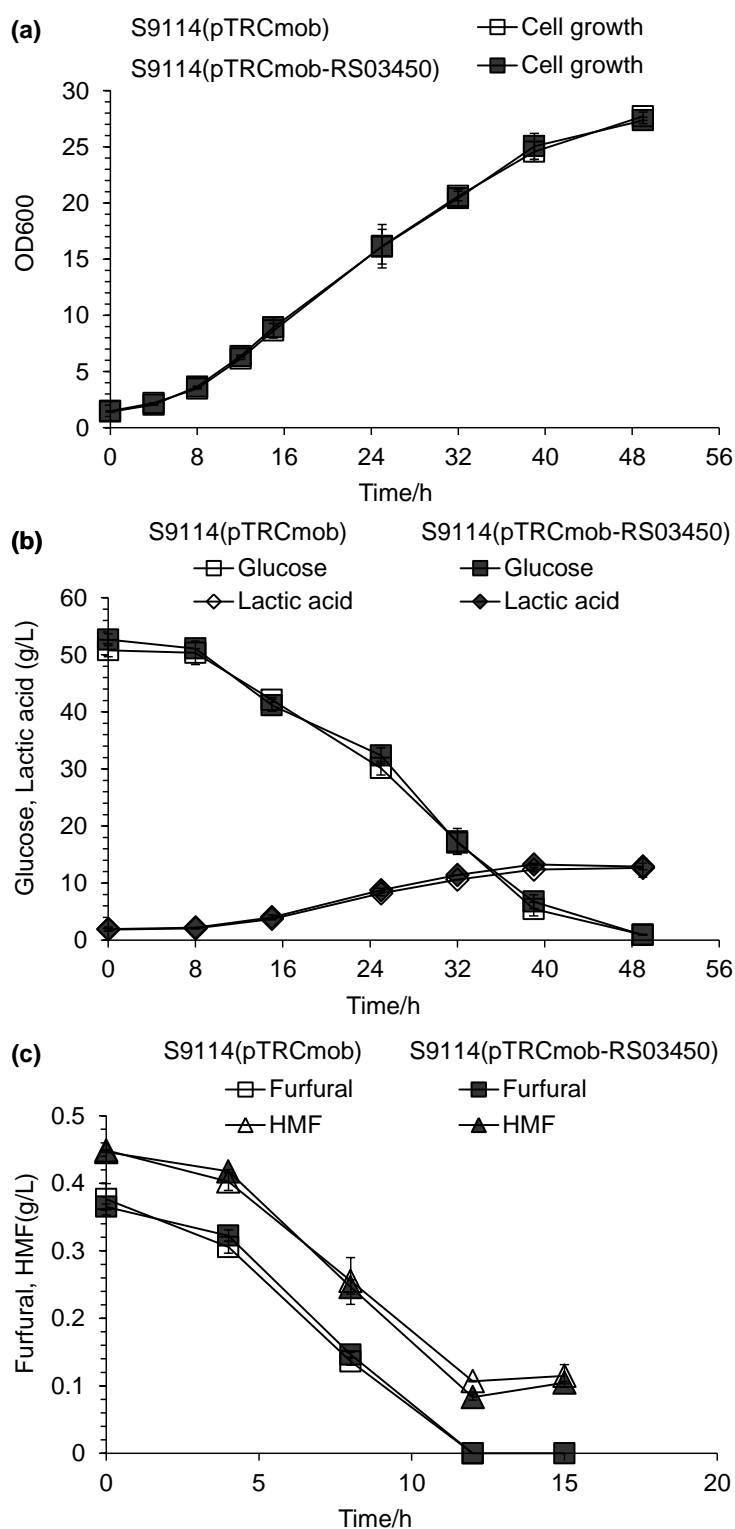 (a)
S9114(pTRCmob) Cell growth
S9114(pTRCmob-RS03450) Cell growth
30
25
20
15
10
5
0
OD600
0 8 16 24 32 40 48 56
Time/h
(b)
S9114(pTRCmob) S9114(pTRCmob-RS03450)
Glucose Glucose
Lactic acid Lactic acid
60
50
40
30
20
10
0
Glucose, Lactic acid (g/L)
0 8 16 24 32 40 48 56
Time/h
(c)
S9114(pTRCmob) S9114(pTRCmob-RS03450)
Furfural Furfural
HMF HMF
0.5
0.4
0.3
0.2
0.1
0
Furfural, HMF(g/L)
0 5 10 15 20
Time/h